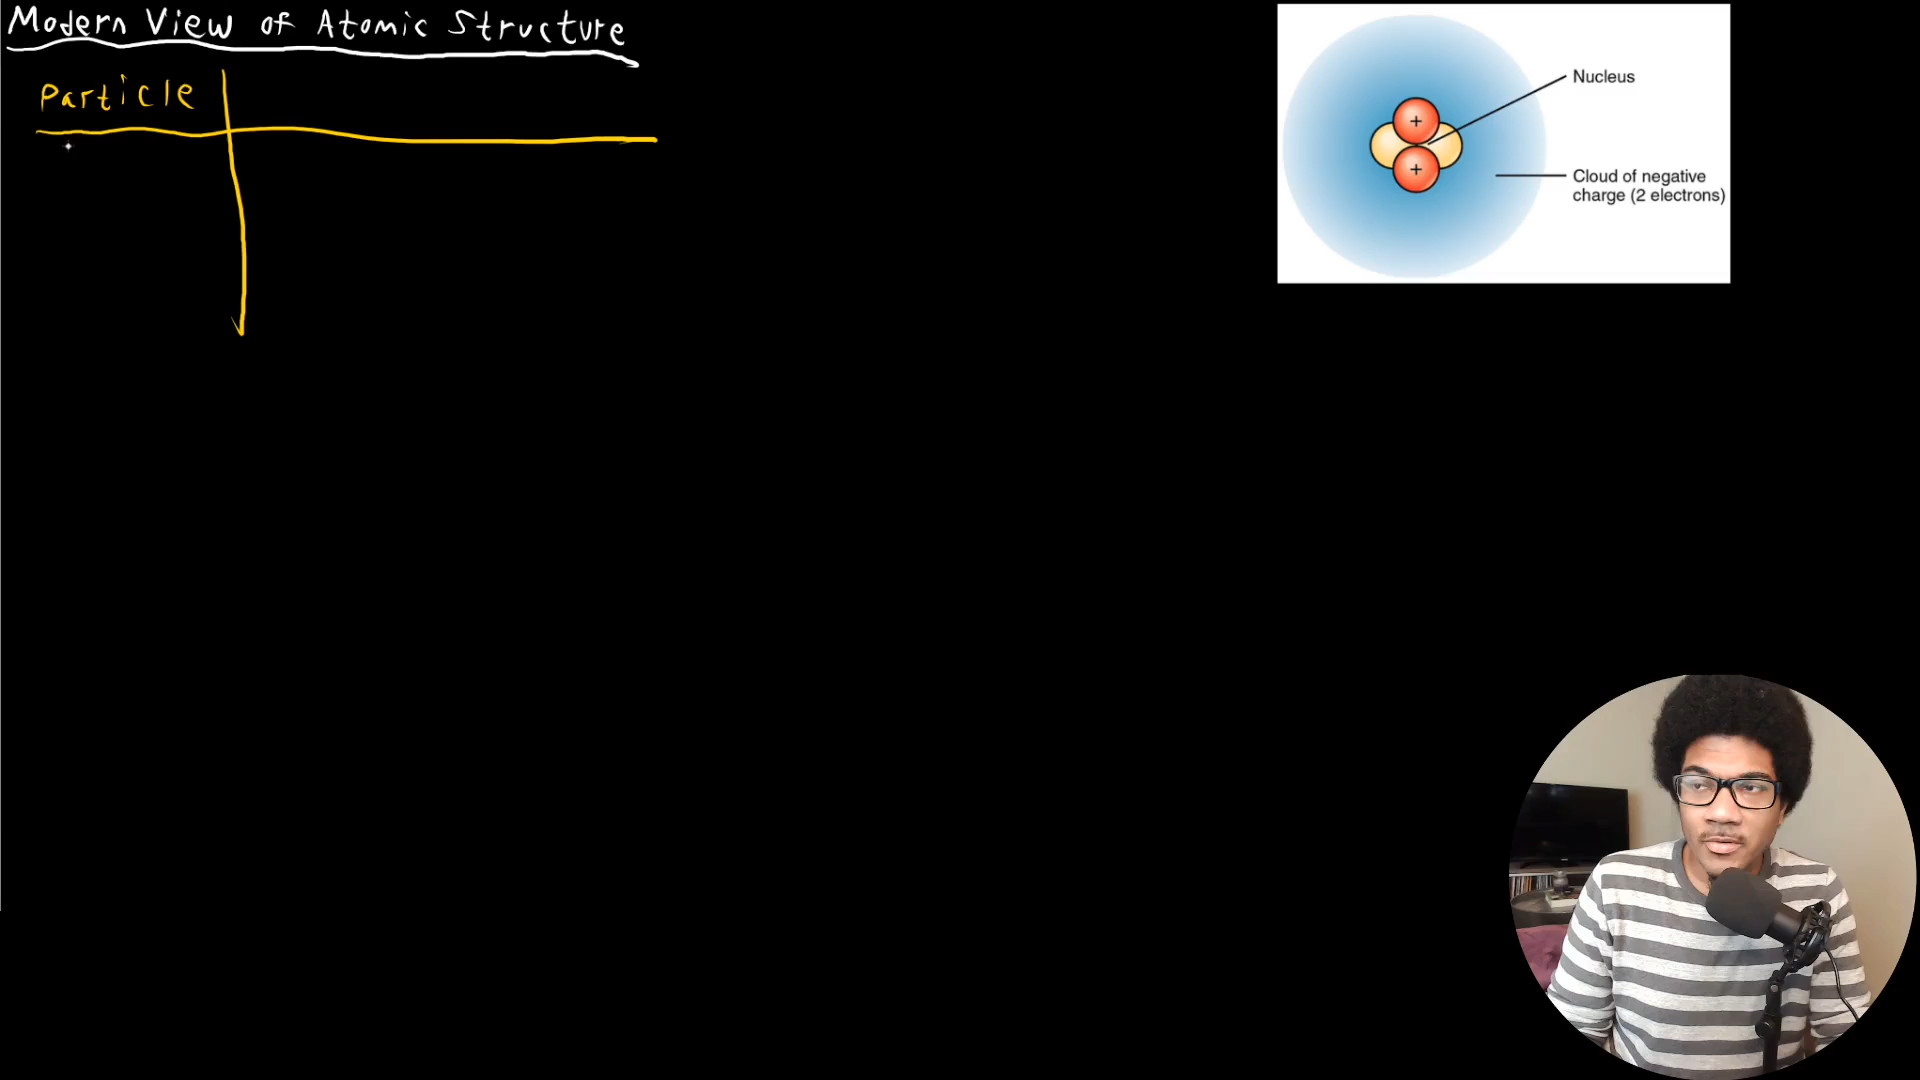 Modern View of Atomic Structure
Particle
Nucleus
+
+
Cloud of negative
charge (2 electrons)